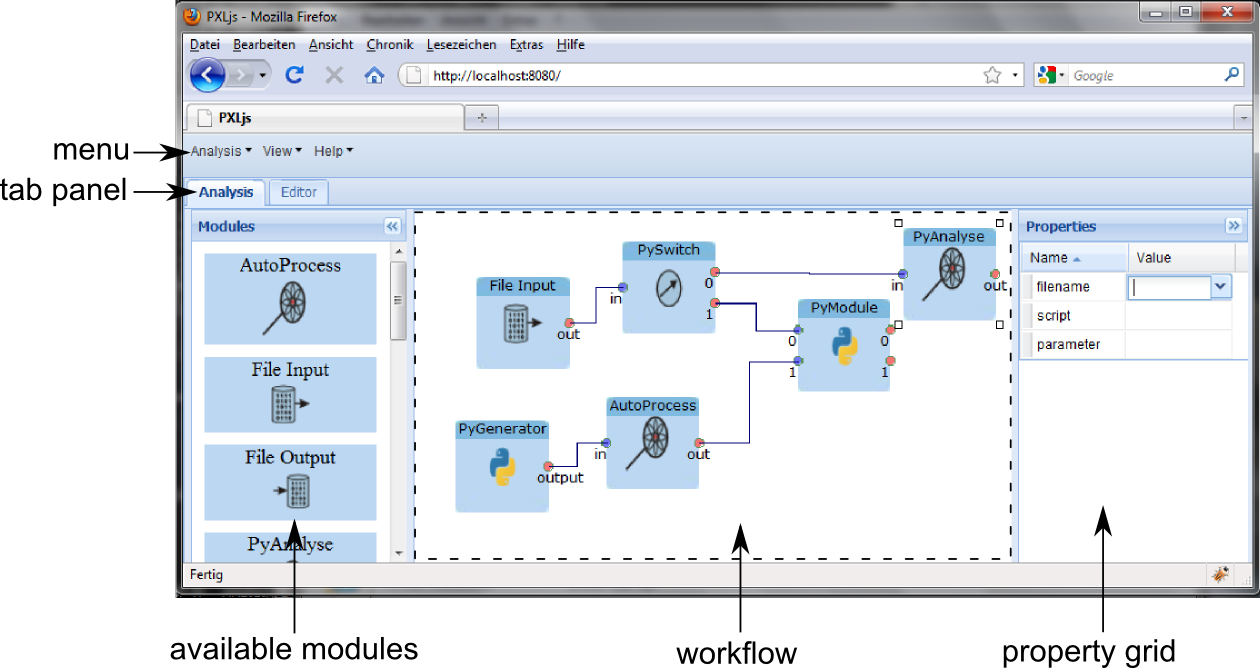 PXLjs - Mozilla Firefox
Datei Bearbeiten Ansicht Chronik Lesezeichen Extras Hilfe
http://localhost:8080/
Google
PXLjs
menu
Analysis View Help
tab panel
Analysis Editor
Modules
AutoProcess
File Input
File Output
PyAnalyse
File Input
out
PySwitch
in
0
1
PyAnalyse
in
out
PyModule
0
1
0
1
PyGenerator
output
AutoProcess
in
out
Properties
Name Value
filename
script
parameter
Fertig
available modules
workflow
property grid